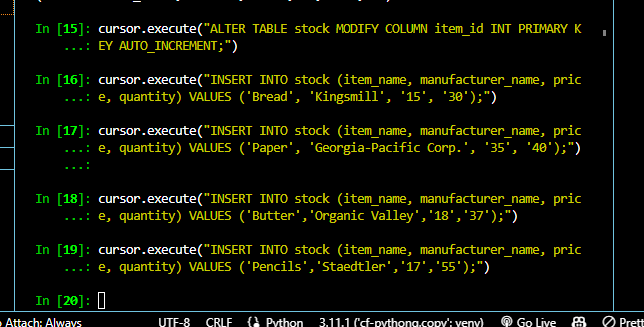 In [15]: cursor.execute("ALTER TABLE stock MODIFY COLUMN item_id INT PRIMARY K
...: EY AUTO_INCREMENT;")
In [16]: cursor.execute("INSERT INTO stock (item_name, manufacturer_name, pric
...: e, quantity) VALUES ('Bread', 'Kingsmill', '15', '30');")
In [17]: cursor.execute("INSERT INTO stock (item_name, manufacturer_name, pric
...: e, quantity) VALUES ('Paper', 'Georgia-Pacific Corp.', '35', '40');")
...:
In [18]: cursor.execute("INSERT INTO stock (item_name, manufacturer_name, pric
...: e, quantity) VALUES ('Butter','Organic Valley','18','37');")
In [19]: cursor.execute("INSERT INTO stock (item_name, manufacturer_name, pric
...: e, quantity) VALUES ('Pencils','Staedtler','17','55');")
In [20]:
Attach: Always UTF-8 CRLF Python 3.11.1 ('cf-pythong.copy': venv) Go Live Prett